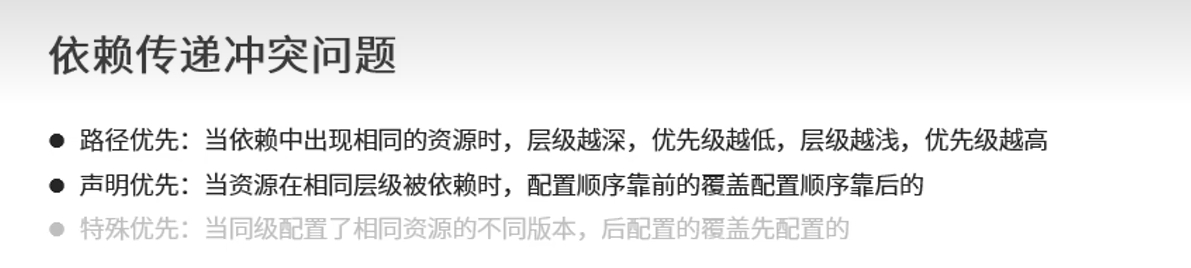 依赖传递冲突问题
● 路径优先：当依赖中出现相同的资源时，层级越深，优先级越低，层级越浅，优先级越高
● 声明优先：当资源在相同层级被依赖时，配置顺序靠前的覆盖配置顺序靠后的
● 特殊优先：当同级配置了相同资源的不同版本，后配置的覆盖先配置的